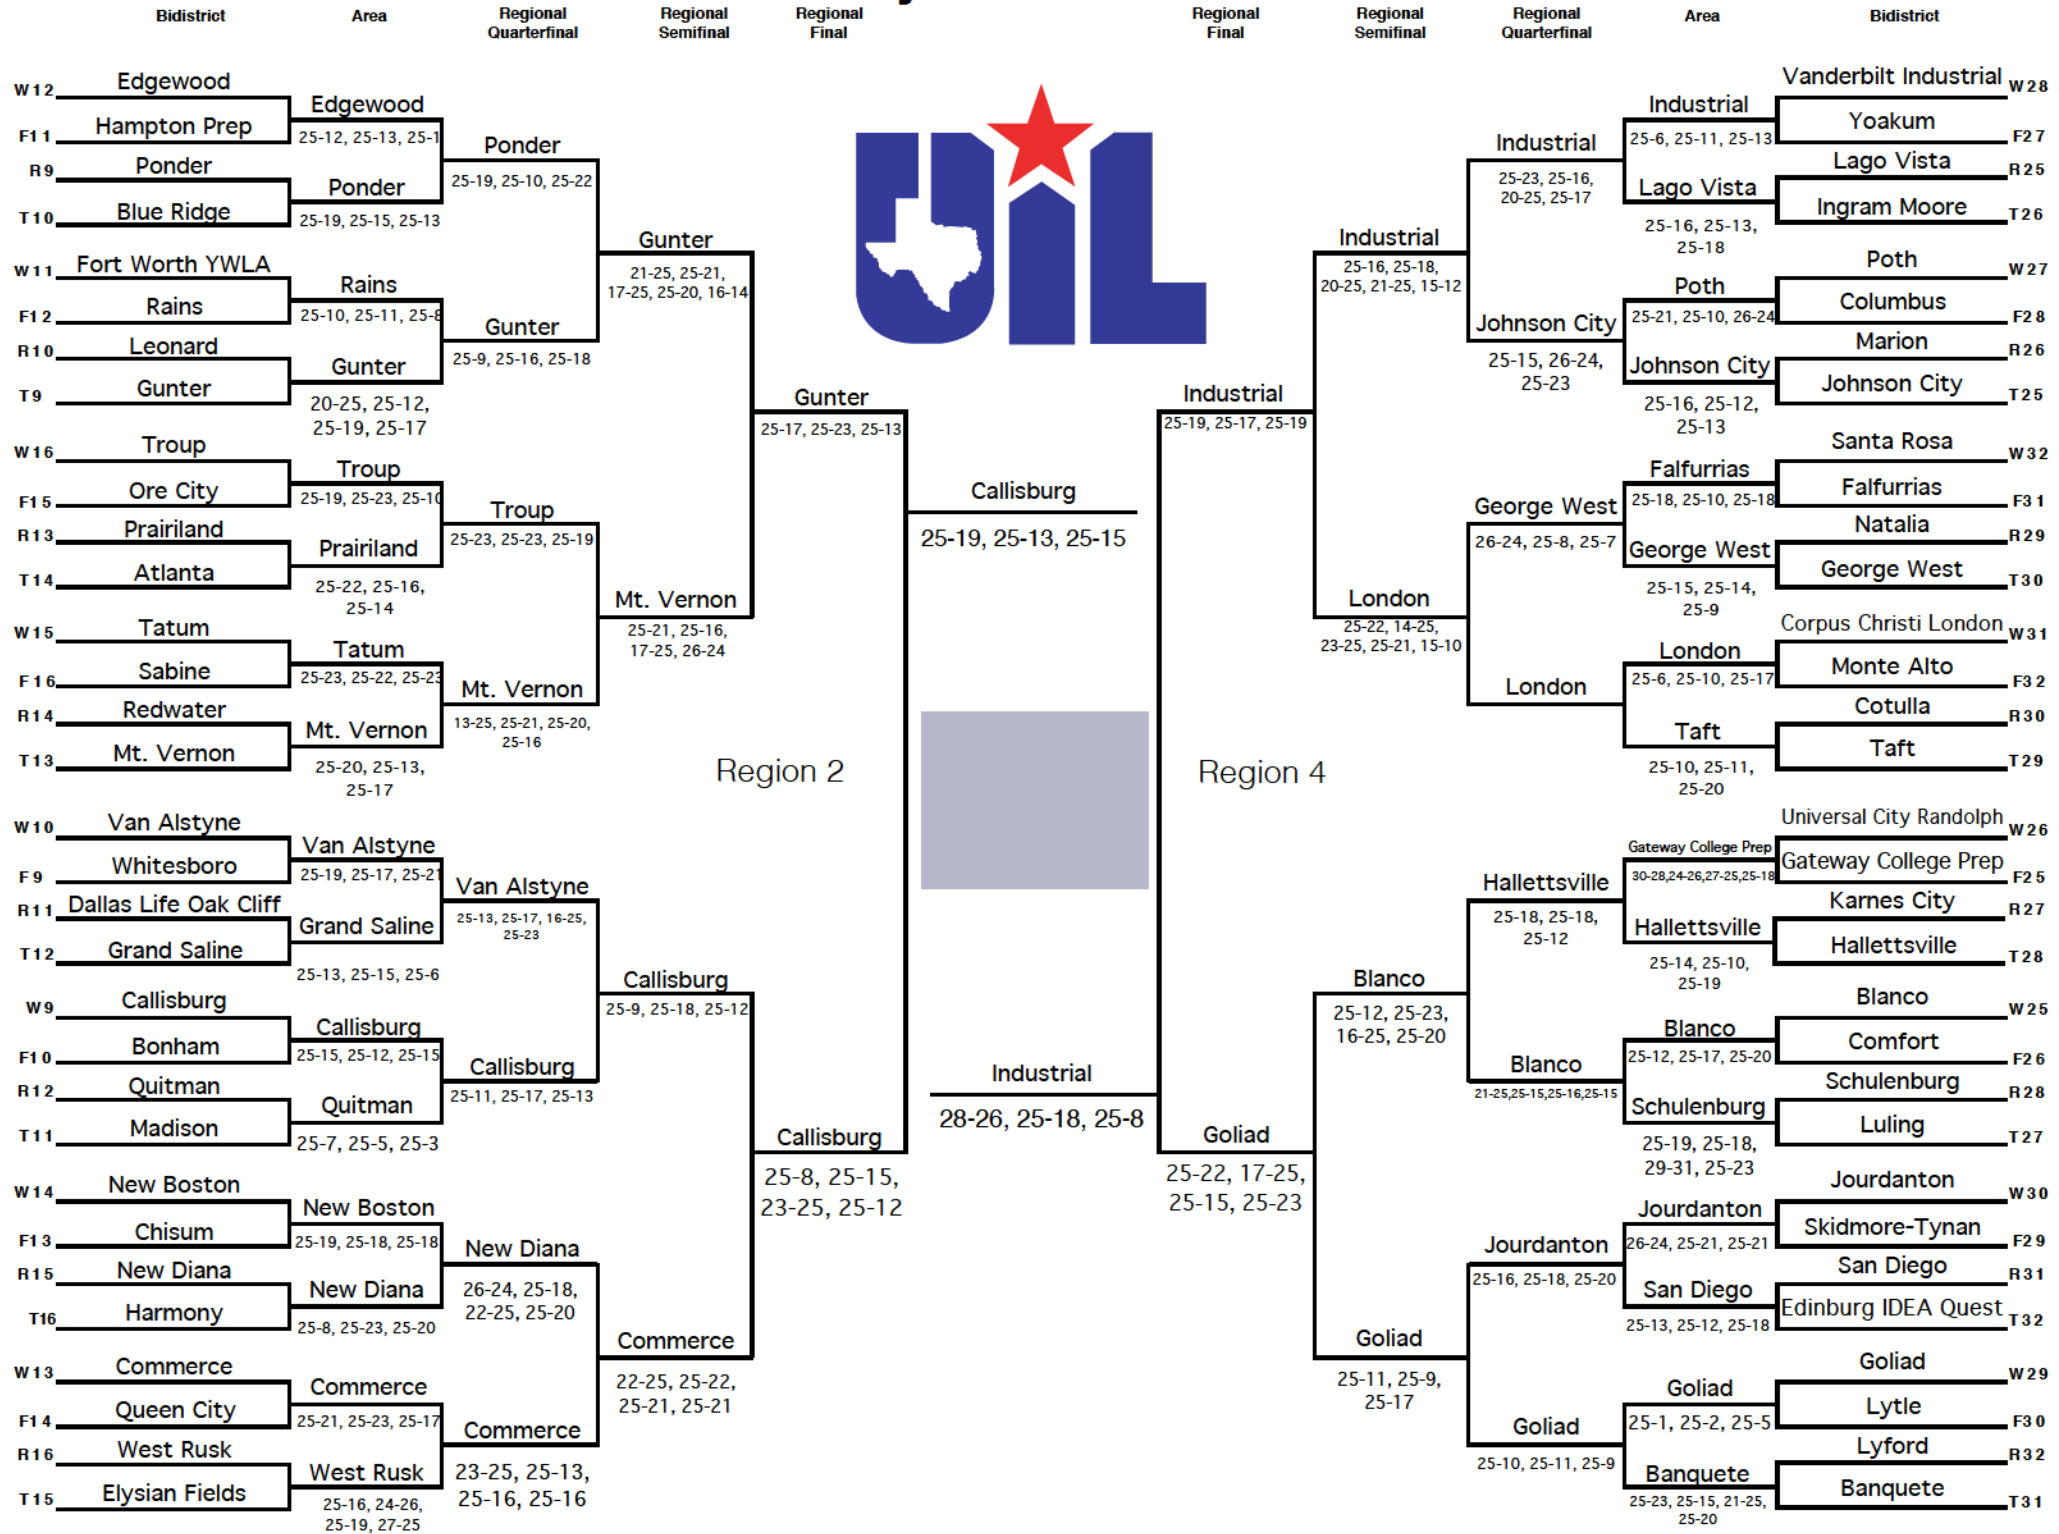 Bidistrict
Area
Regional
Quarterfinal
Regional
Semifinal
Regional
Final
Regional
Final
Regional
Semifinal
Regional
Quarterfinal
Area
Bidistrict
W12
Edgewood
F11
Hampton Prep
R9
Ponder
T10
Blue Ridge
W11
Fort Worth YWLA
F12
Rains
R10
Leonard
T9
Gunter
W16
Troup
F15
Ore City
R13
Prairiland
T14
Atlanta
W15
Tatum
F16
Sabine
R14
Redwater
T13
Mt. Vernon
W10
Van Alstyne
F9
Whitesboro
R11
Dallas Life Oak Cliff
T12
Grand Saline
W9
Callisburg
F10
Bonham
R12
Quitman
T11
Madison
W14
New Boston
F13
Chisum
R15
New Diana
T16
Harmony
W13
Commerce
F14
Queen City
R16
West Rusk
T15
Elysian Fields
Edgewood
25-12, 25-13, 25-1
Ponder
25-19, 25-15, 25-13
Rains
25-10, 25-11, 25-8
Gunter
20-25, 25-12,
25-19, 25-17
Troup
25-19, 25-23, 25-10
Prairiland
25-22, 25-16,
25-14
Tatum
25-23, 25-22, 25-23
Mt. Vernon
25-20, 25-13,
25-17
Van Alstyne
25-19, 25-17, 25-21
Grand Saline
25-13, 25-15, 25-6
Callisburg
25-15, 25-12, 25-15
Quitman
25-7, 25-5, 25-3
New Boston
25-19, 25-18, 25-18
New Diana
25-8, 25-23, 25-20
Commerce
25-21, 25-23, 25-17
West Rusk
25-16, 24-26,
25-19, 27-25
Ponder
25-19, 25-10, 25-22
Gunter
25-9, 25-16, 25-18
Troup
25-23, 25-23, 25-19
Mt. Vernon
13-25, 25-21, 25-20,
25-16
Van Alstyne
25-13, 25-17, 16-25,
25-23
Callisburg
25-11, 25-17, 25-13
New Diana
26-24, 25-18,
22-25, 25-20
Commerce
23-25, 25-13,
25-16, 25-16
Gunter
21-25, 25-21,
17-25, 25-20, 16-14
Mt. Vernon
25-21, 25-16,
17-25, 26-24
Callisburg
25-9, 25-18, 25-12
Commerce
22-25, 25-22,
25-21, 25-21
Gunter
25-17, 25-23, 25-13
Callisburg
25-8, 25-15,
23-25, 25-12
Region 2
UIL
Callisburg
25-19, 25-13, 25-15
Industrial
28-26, 25-18, 25-8
Region 4
Industrial
25-19, 25-17, 25-19
Goliad
25-22, 17-25,
25-15, 25-23
Industrial
25-16, 25-18,
20-25, 21-25, 15-12
London
25-22, 14-25,
23-25, 25-21, 15-10
Blanco
25-12, 25-23,
16-25, 25-20
Goliad
25-11, 25-9,
25-17
Industrial
25-23, 25-16,
20-25, 25-17
Johnson City
25-15, 26-24,
25-23
George West
26-24, 25-8, 25-7
London
Hallettsville
25-18, 25-18,
25-12
Blanco
21-25,25-15,25-16,25-15
Jourdanton
25-16, 25-18, 25-20
Goliad
25-10, 25-11, 25-9
Industrial
25-6, 25-11, 25-13
Lago Vista
25-16, 25-13,
25-18
Poth
25-21, 25-10, 26-24
Johnson City
25-16, 25-12,
25-13
Falfurrias
25-18, 25-10, 25-18
George West
25-15, 25-14,
25-9
London
25-6, 25-10, 25-17
Taft
25-10, 25-11,
25-20
Gateway College Prep
30-28,24-26,27-25,25-18
Hallettsville
25-14, 25-10,
25-19
Blanco
25-12, 25-17, 25-20
Schulenburg
25-19, 25-18,
29-31, 25-23
Jourdanton
26-24, 25-21, 25-21
San Diego
25-13, 25-12, 25-18
Goliad
25-1, 25-2, 25-5
Banquete
25-23, 25-15, 21-25,
25-20
Vanderbilt Industrial
W28
Yoakum
F27
Lago Vista
R25
Ingram Moore
T26
Poth
W27
Columbus
F28
Marion
R26
Johnson City
T25
Santa Rosa
W32
Falfurrias
F31
Natalia
R29
George West
T30
Corpus Christi London
W31
Monte Alto
F32
Cotulla
R30
Taft
T29
Universal City Randolph
W26
Gateway College Prep
F25
Karnes City
R27
Hallettsville
T28
Blanco
W25
Comfort
F26
Schulenburg
R28
Luling
T27
Jourdanton
W30
Skidmore-Tynan
F29
San Diego
R31
Edinburg IDEA Quest
T32
Goliad
W29
Lytle
F30
Lyford
R32
Banquete
T31